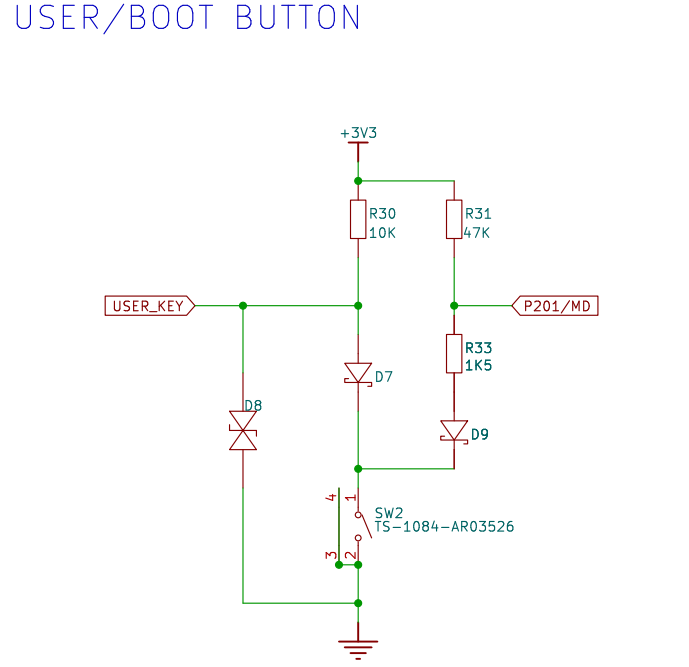 USER/BOOT BUTTON
+3V3
R30
10K
R31
47K
USER_KEY
P201/MD
R33
1K5
D7
D8
D9
4
1
SW2
TS-1084-AR03526
3
2